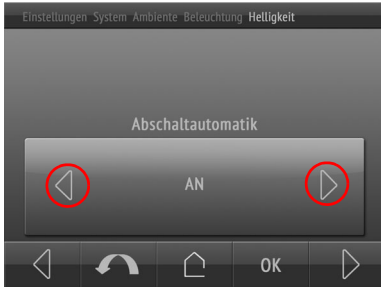 Einstellungen System Ambiente Beleuchtung Helligkeit
Abschaltautomatik
AN
OK